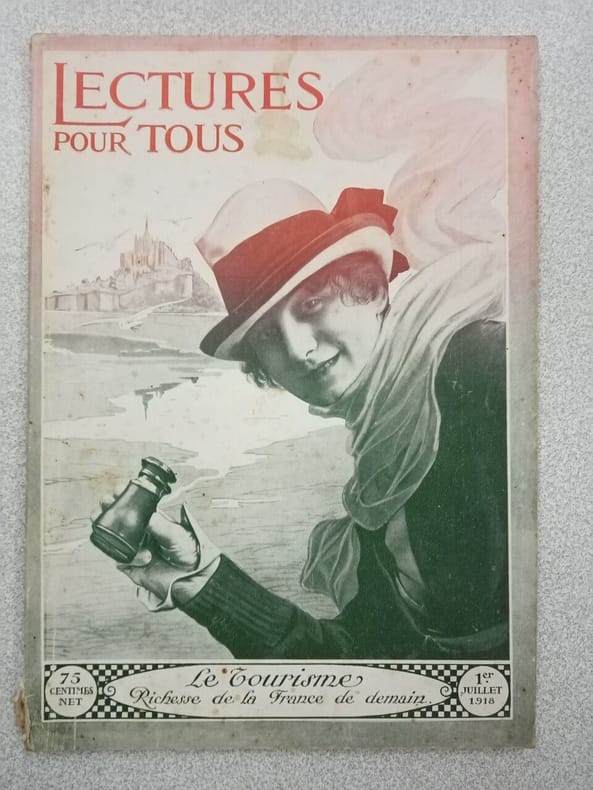 LECTURES
POUR TOUS
75
CENTIMES
NET
Le Tourisme
Richesse de la France de demain.
1er
JUILLET
1918